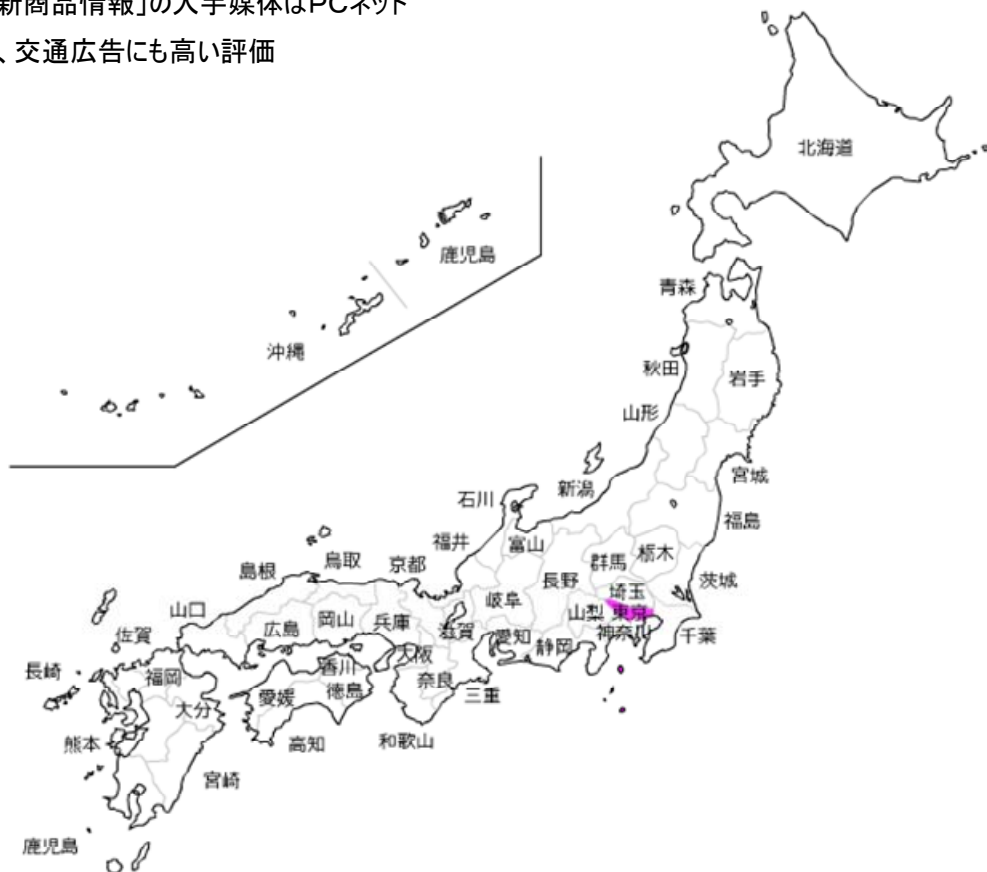 新商品情報」の入手媒体はPCネット
、交通広告にも高い評価
北海道
鹿児島
青森
沖縄
秋田
岩手
山形
宮城
新潟
石川
福島
福井
富山
栃木
群馬
鳥取
京都
島根
長野
茨城
埼玉
岐阜
山口
岡山
兵庫
山梨
東京
広島
滋賀
愛知
神奈川
千葉
佐賀
静岡
大阪
香川
長崎
福岡
奈良
徳島
愛媛
三重
大分
熊本
高知
和歌山
宮崎
鹿児島